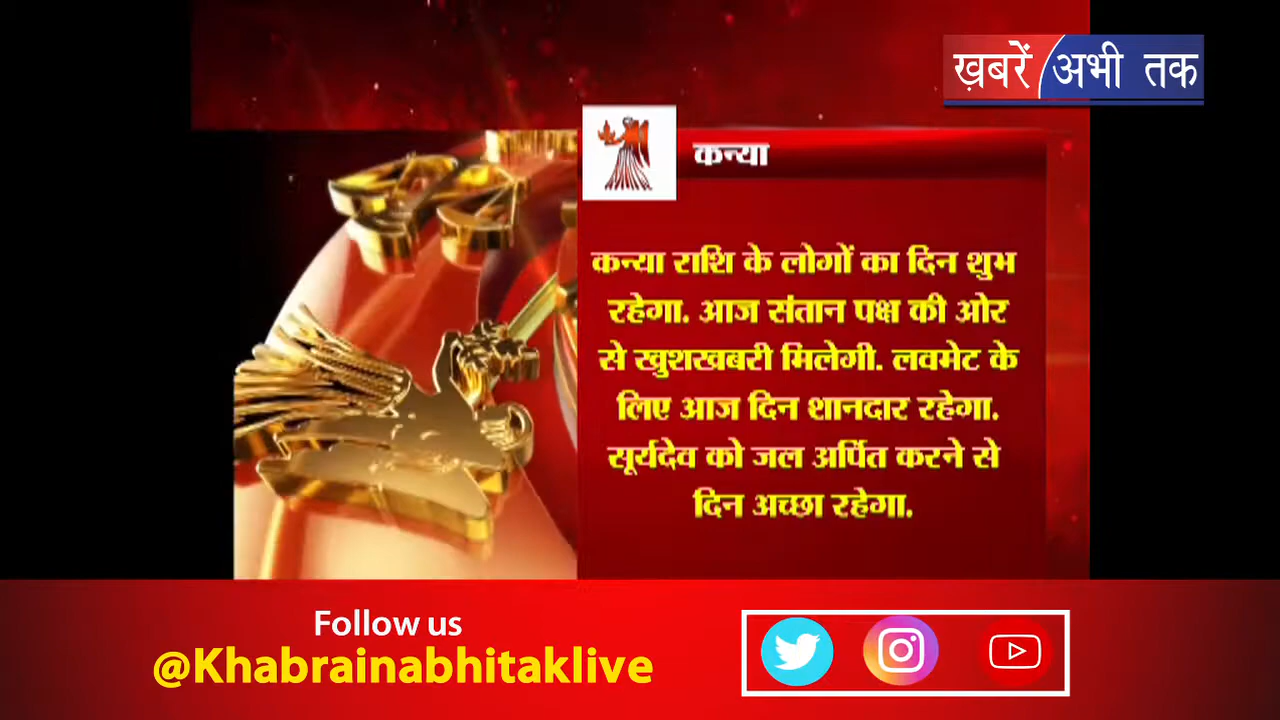 ख़बरें अभी तक
कन्या
कन्या राशि के लोगों का दिन शुभ
रहेगा. आज संतान पक्ष की ओर
से खुशखबरी मिलेगी. लवमेट के
लिए आज दिन शानदार रहेगा.
सूर्यदेव को जल अर्पित करने से
दिन अच्छा रहेगा.
Follow us
@Khabrainabhitaklive